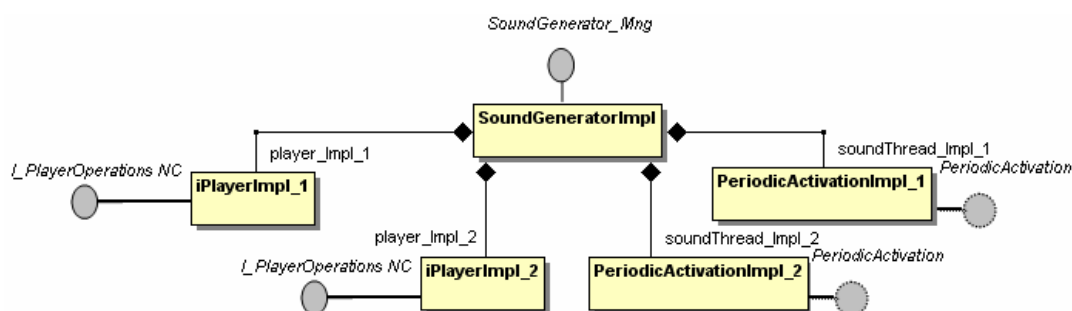 SoundGenerator_Mng
SoundGeneratorImpl
player_Impl_1
soundThread_Impl_1
I_PlayerOperations NC
iPlayerImpl_1
PeriodicActivationImpl_1
PeriodicActivation
player_Impl_2
soundThread_Impl_2
I_PlayerOperations NC
iPlayerImpl_2
PeriodicActivationImpl_2
PeriodicActivation